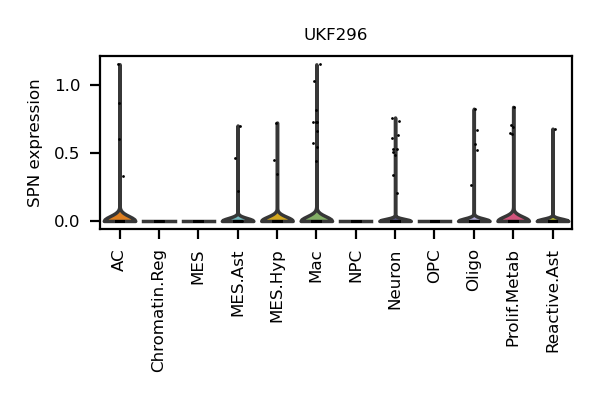 UKF296
SPN expression
1.0
0.5
0.0
AC
Chromatin.Reg
MES
MES.Ast
MES.Hyp
Mac
NPC
Neuron
OPC
Oligo
Prolif.Metab
Reactive.Ast